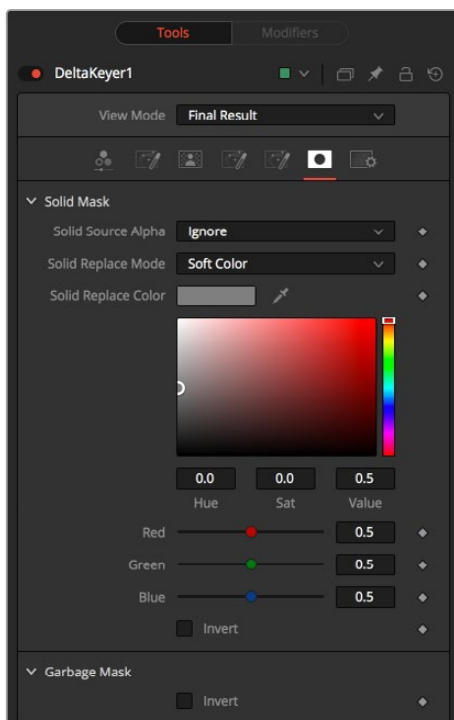 Tools Modifiers
DeltaKeyer1
View Mode Final Result
Solid Mask
Solid Source Alpha Ignore
Solid Replace Mode Soft Color
Solid Replace Color
0.0 0.0 0.5
Hue Sat Value
Red 0.5
Green 0.5
Blue 0.5
Invert
Garbage Mask
Invert